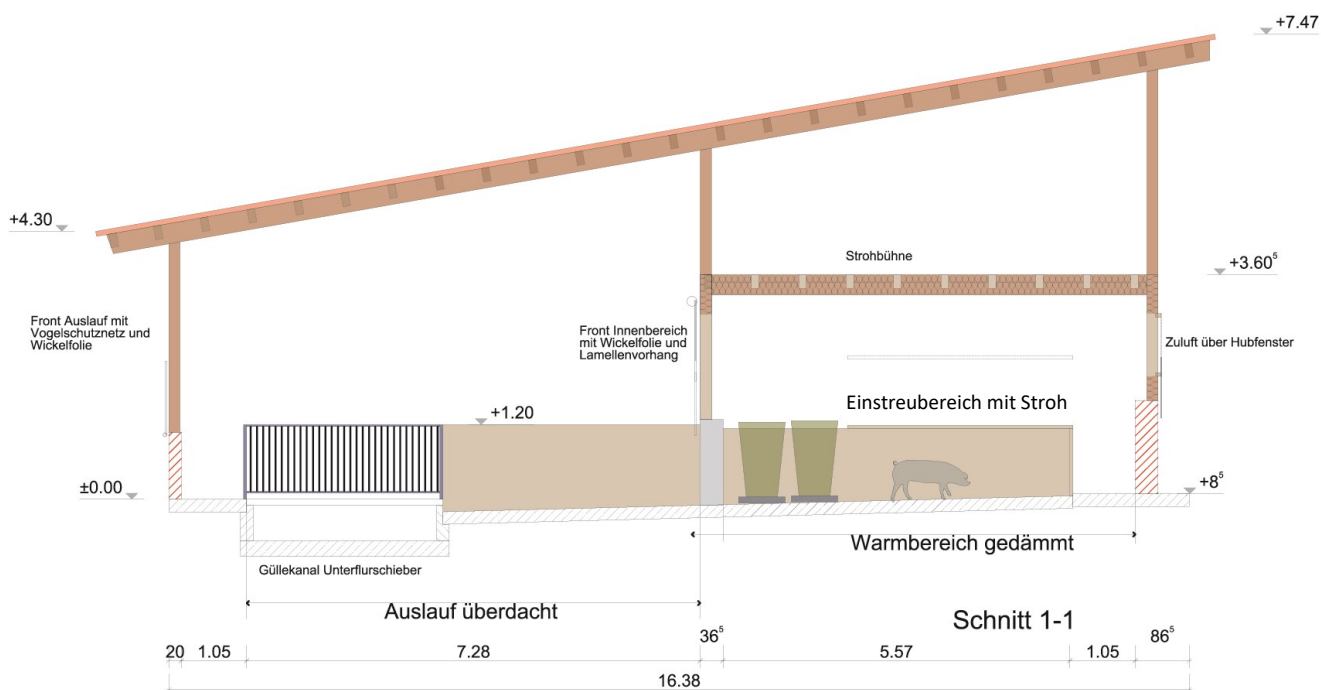 +7.47
+4.30
Strohbühne
+3.60⁵
Front Auslauf mit
Vogelschutznetz und
Wickelfolie
Front Innenbereich
mit Wickelfolie und
Lamellenvorhang
Zuluft über Hubfenster
+1.20
Einstreubereich mit Stroh
±0.00
+8⁵
Warmbereich gedämmt
Güllekanal Unterflurschieber
Auslauf überdacht
Schnitt 1-1
20 1.05 7.28 36⁵ 5.57 1.05 86⁵
16.38